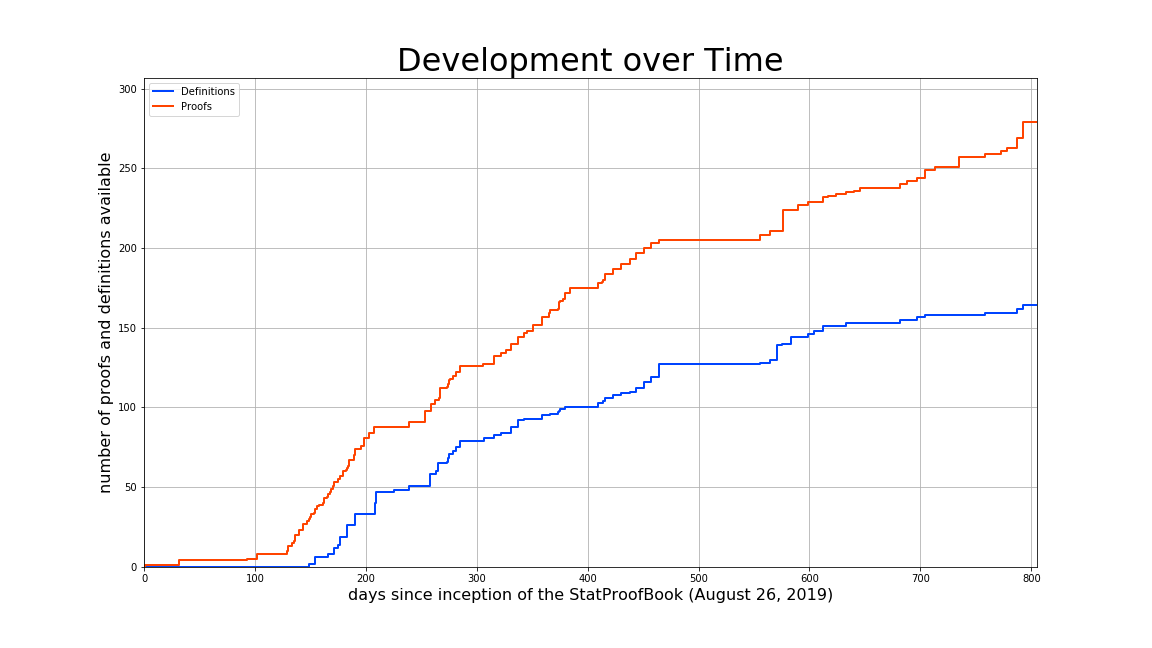 Development over Time
Definitions
Proofs
number of proofs and definitions available
300
250
200
150
100
50
0
0 100 200 300 400 500 600 700 800
days since inception of the StatProofBook (August 26, 2019)